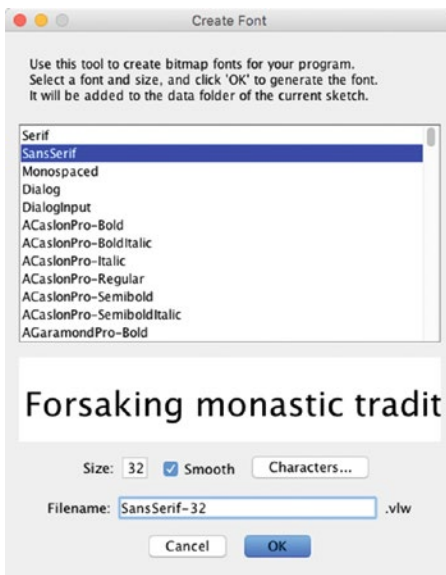 Create Font
Use this tool to create bitmap fonts for your program.
Select a font and size, and click 'OK' to generate the font.
It will be added to the data folder of the current sketch.
Serif
SansSerif
Monospaced
Dialog
DialogInput
ACaslonPro-Bold
ACaslonPro-BoldItalic
ACaslonPro-Italic
ACaslonPro-Regular
ACaslonPro-Semibold
ACaslonPro-SemiboldItalic
AGaramondPro-Bold
Forsaking monastic tradit
Size: 32 Smooth Characters...
Filename: SansSerif-32 .vlw
Cancel OK